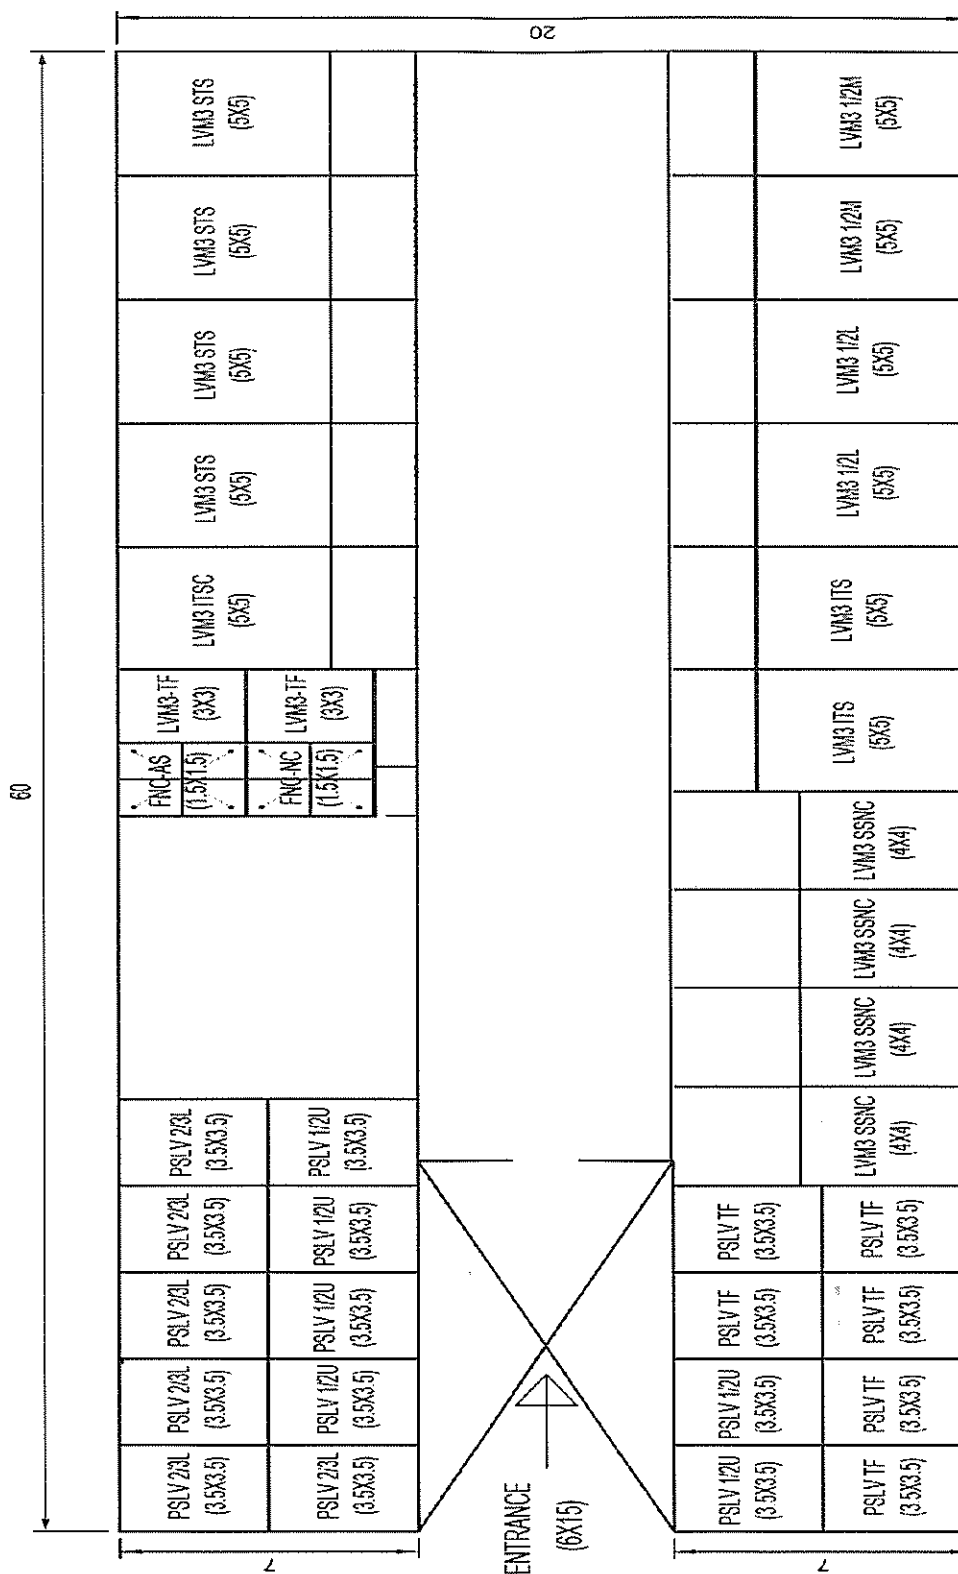 60
PSLV 2/3L
(3.5X3.5)
PSLV 2/3L
(3.5X3.5)
PSLV 2/3L
(3.5X3.5)
PSLV 2/3L
(3.5X3.5)
PSLV 2/3L
(3.5X3.5)
FNC-AS
(1.5X1.5)
LVM3-TF
(3X3)
LVM3 ITSC
(5X5)
LVM3 STS
(5X5)
LVM3 STS
(5X5)
LVM3 STS
(5X5)
LVM3 STS
(5X5)
7
PSLV 2/3L
(3.5X3.5)
PSLV 1/2U
(3.5X3.5)
PSLV 1/2U
(3.5X3.5)
PSLV 1/2U
(3.5X3.5)
PSLV 1/2U
(3.5X3.5)
FNC-NC
(1.5X1.5)
LVM3-TF
(3X3)
ENTRANCE
(6X15)
20
PSLV 1/2U
(3.5X3.5)
PSLV 1/2U
(3.5X3.5)
PSLV TF
(3.5X3.5)
PSLV TF
(3.5X3.5)
7
PSLV TF
(3.5X3.5)
PSLV TF
(3.5X3.5)
PSLV TF
(3.5X3.5)
PSLV TF
(3.5X3.5)
LVM3 SSNC
(4X4)
LVM3 SSNC
(4X4)
LVM3 SSNC
(4X4)
LVM3 SSNC
(4X4)
LVM3 ITS
(5X5)
LVM3 ITS
(5X5)
LVM3 1/2L
(5X5)
LVM3 1/2L
(5X5)
LVM3 1/2M
(5X5)
LVM3 1/2M
(5X5)